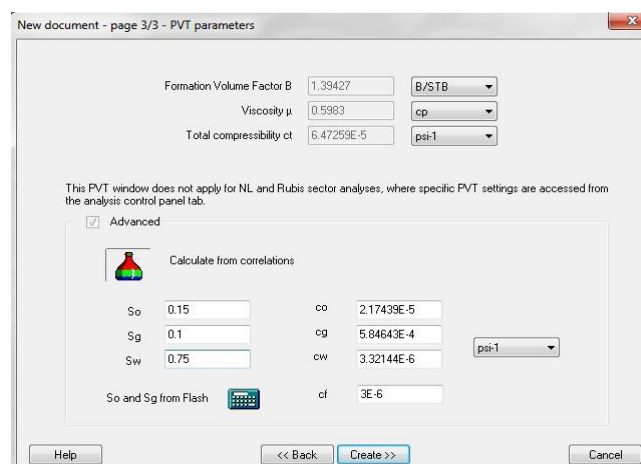 New document - page 3/3 - PVT parameters
Formation Volume Factor B 1.39427 B/STB
Viscosity µ 0.5983 cp
Total compressibility ct 6.47259E-5 psi-1
This PVT window does not apply for NL and Rubis sector analyses, where specific PVT settings are accessed from
the analysis control panel tab.
Advanced
Calculate from correlations
So 0.15 co 2.17439E-5
Sg 0.1 cg 5.84643E-4
Sw 0.75 cw 3.32144E-6 psi-1
So and Sg from Flash cf 3E-6
Help << Back Create >> Cancel